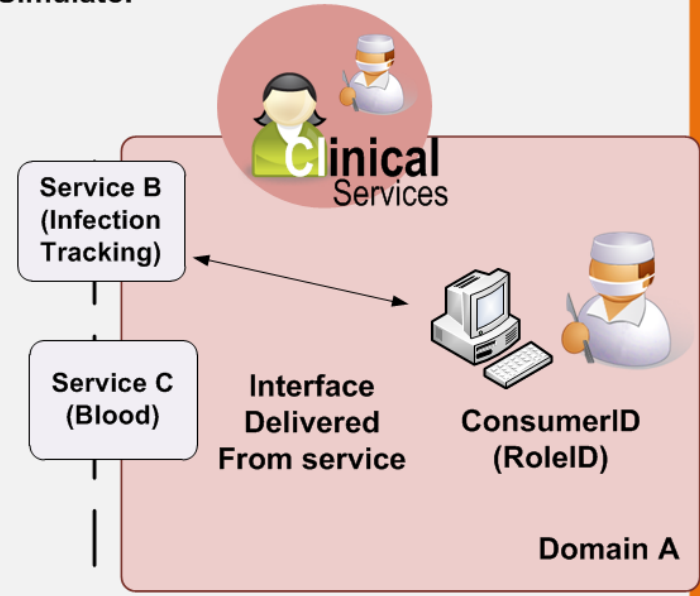 Clinical
Services
Service B
(Infection
Tracking)
Service C
(Blood)
Interface
Delivered
From service
ConsumerID
(RoleID)
Domain A